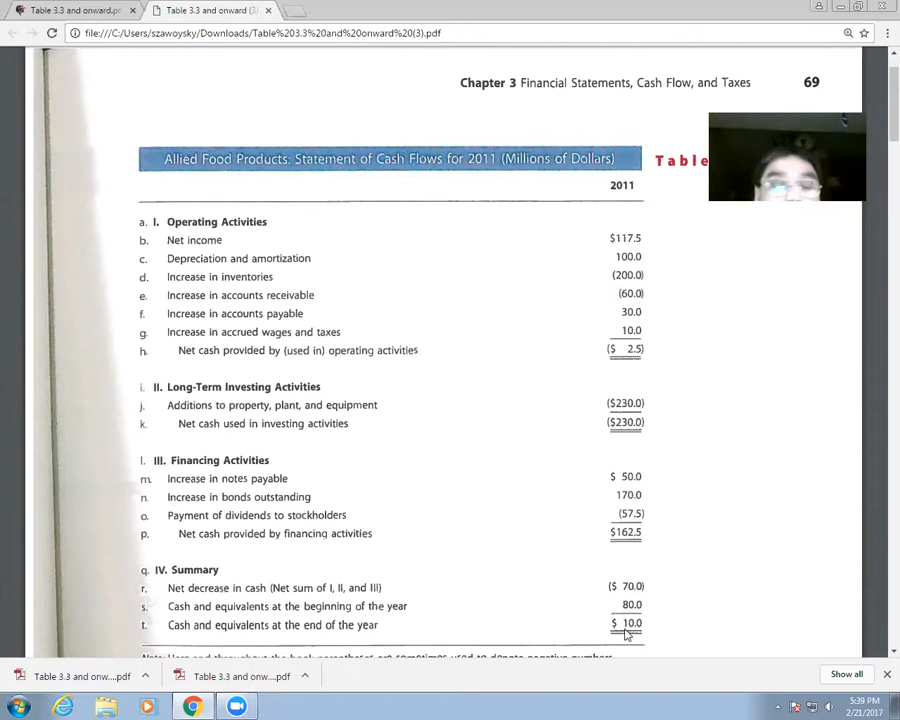 Table 3.3 and onward.pc
Table 3.3 and onward (3).p
file:///C:/Users/szawoysky/Downloads/Table%203.3%20and%20onward%20(3).pdf
Chapter 3 Financial Statements, Cash Flow, and Taxes 69
Allied Food Products: Statement of Cash Flows for 2011 (Millions of Dollars) Table
2011
a. I. Operating Activities
b. Net income $117.5
c. Depreciation and amortization 100.0
d. Increase in inventories (200.0)
e. Increase in accounts receivable (60.0)
f. Increase in accounts payable 30.0
g. Increase in accrued wages and taxes 10.0
h. Net cash provided by (used in) operating activities ($ 2.5)
i. II. Long-Term Investing Activities
j. Additions to property, plant, and equipment ($230.0)
k. Net cash used in investing activities ($230.0)
l. III. Financing Activities
m. Increase in notes payable $ 50.0
n. Increase in bonds outstanding 170.0
o. Payment of dividends to stockholders (57.5)
p. Net cash provided by financing activities $162.5
q. IV. Summary
r. Net decrease in cash (Net sum of I, II, and III) ($ 70.0)
s. Cash and equivalents at the beginning of the year 80.0
t. Cash and equivalents at the end of the year $ 10.0
Table 3.3 and onw....pdf
Table 3.3 and onw....pdf
Show all
5:39 PM
2/21/2017